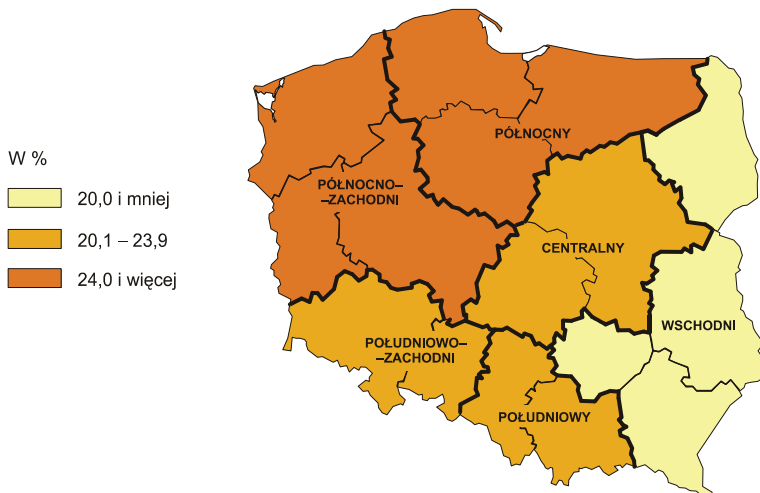 W %
20,0 i mniej
20,1 – 23,9
24,0 i więcej
PÓŁNOCNY
PÓŁNOCNO–
–ZACHODNI
CENTRALNY
WSCHODNI
POŁUDNIOWO–
–ZACHODNI
POŁUDNIOWY